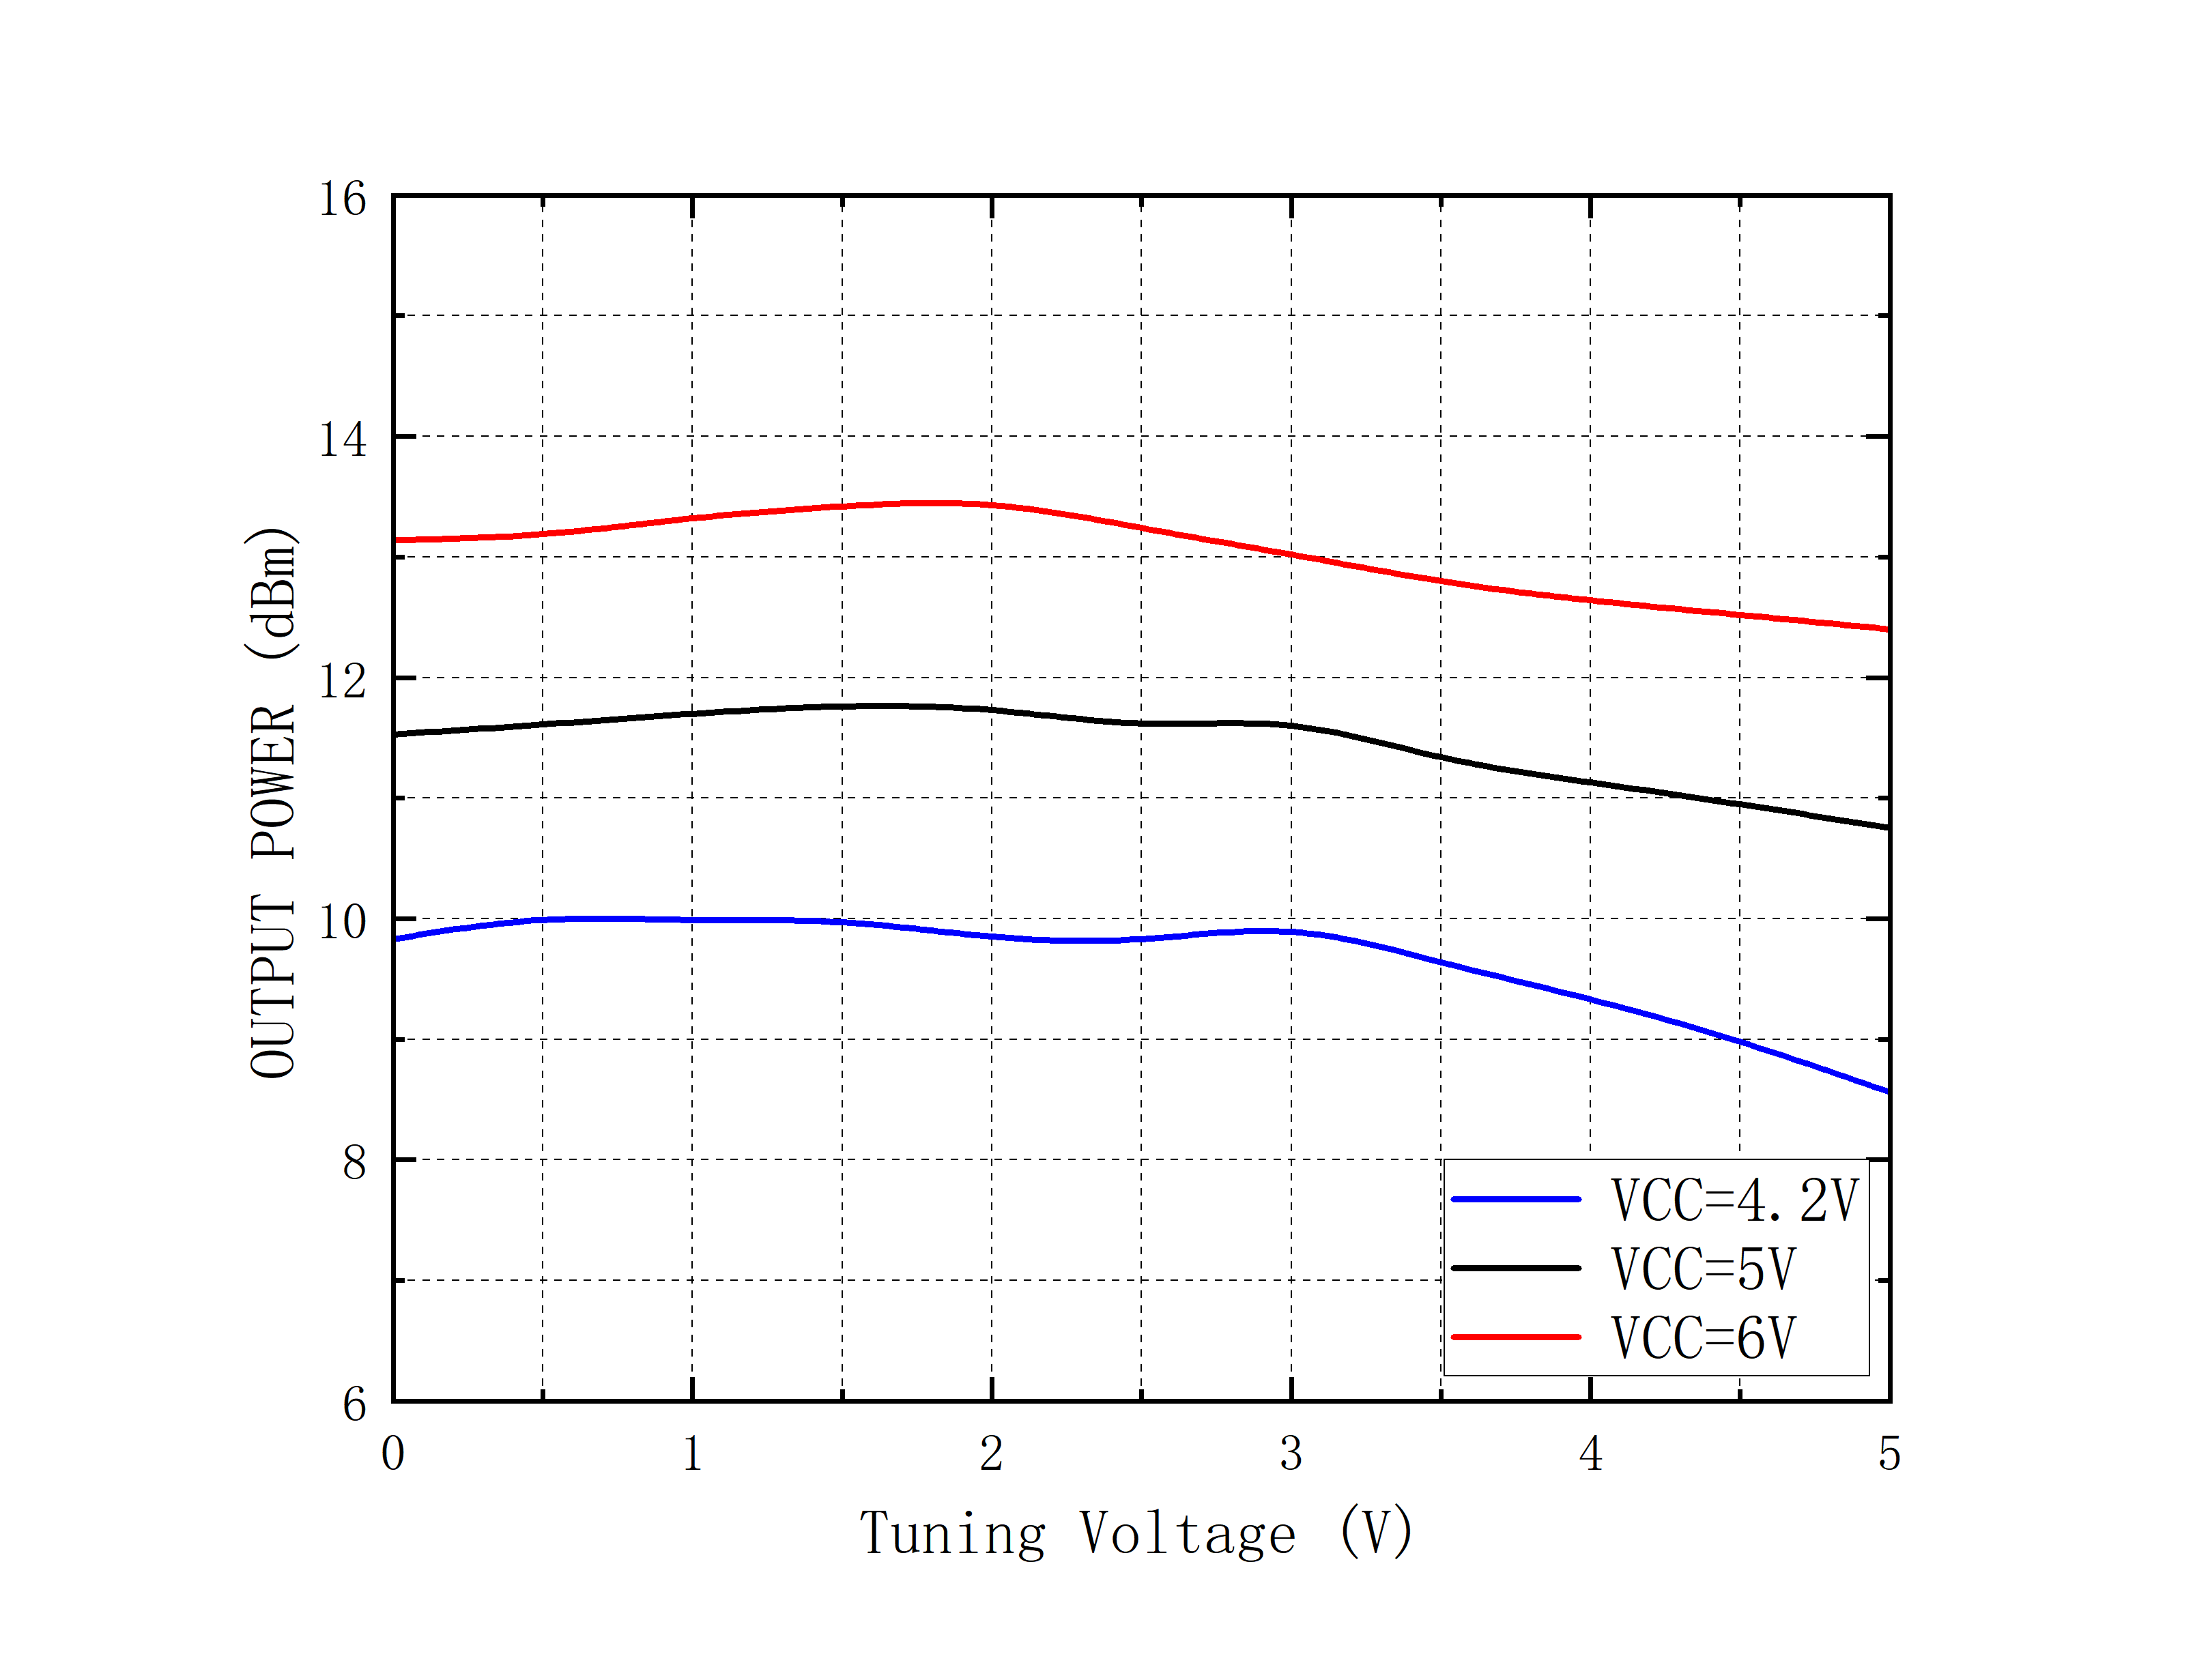 16
14
12
10
8
6
OUTPUT POWER (dBm)
0 1 2 3 4 5
Tuning Voltage (V)
VCC=4.2V
VCC=5V
VCC=6V